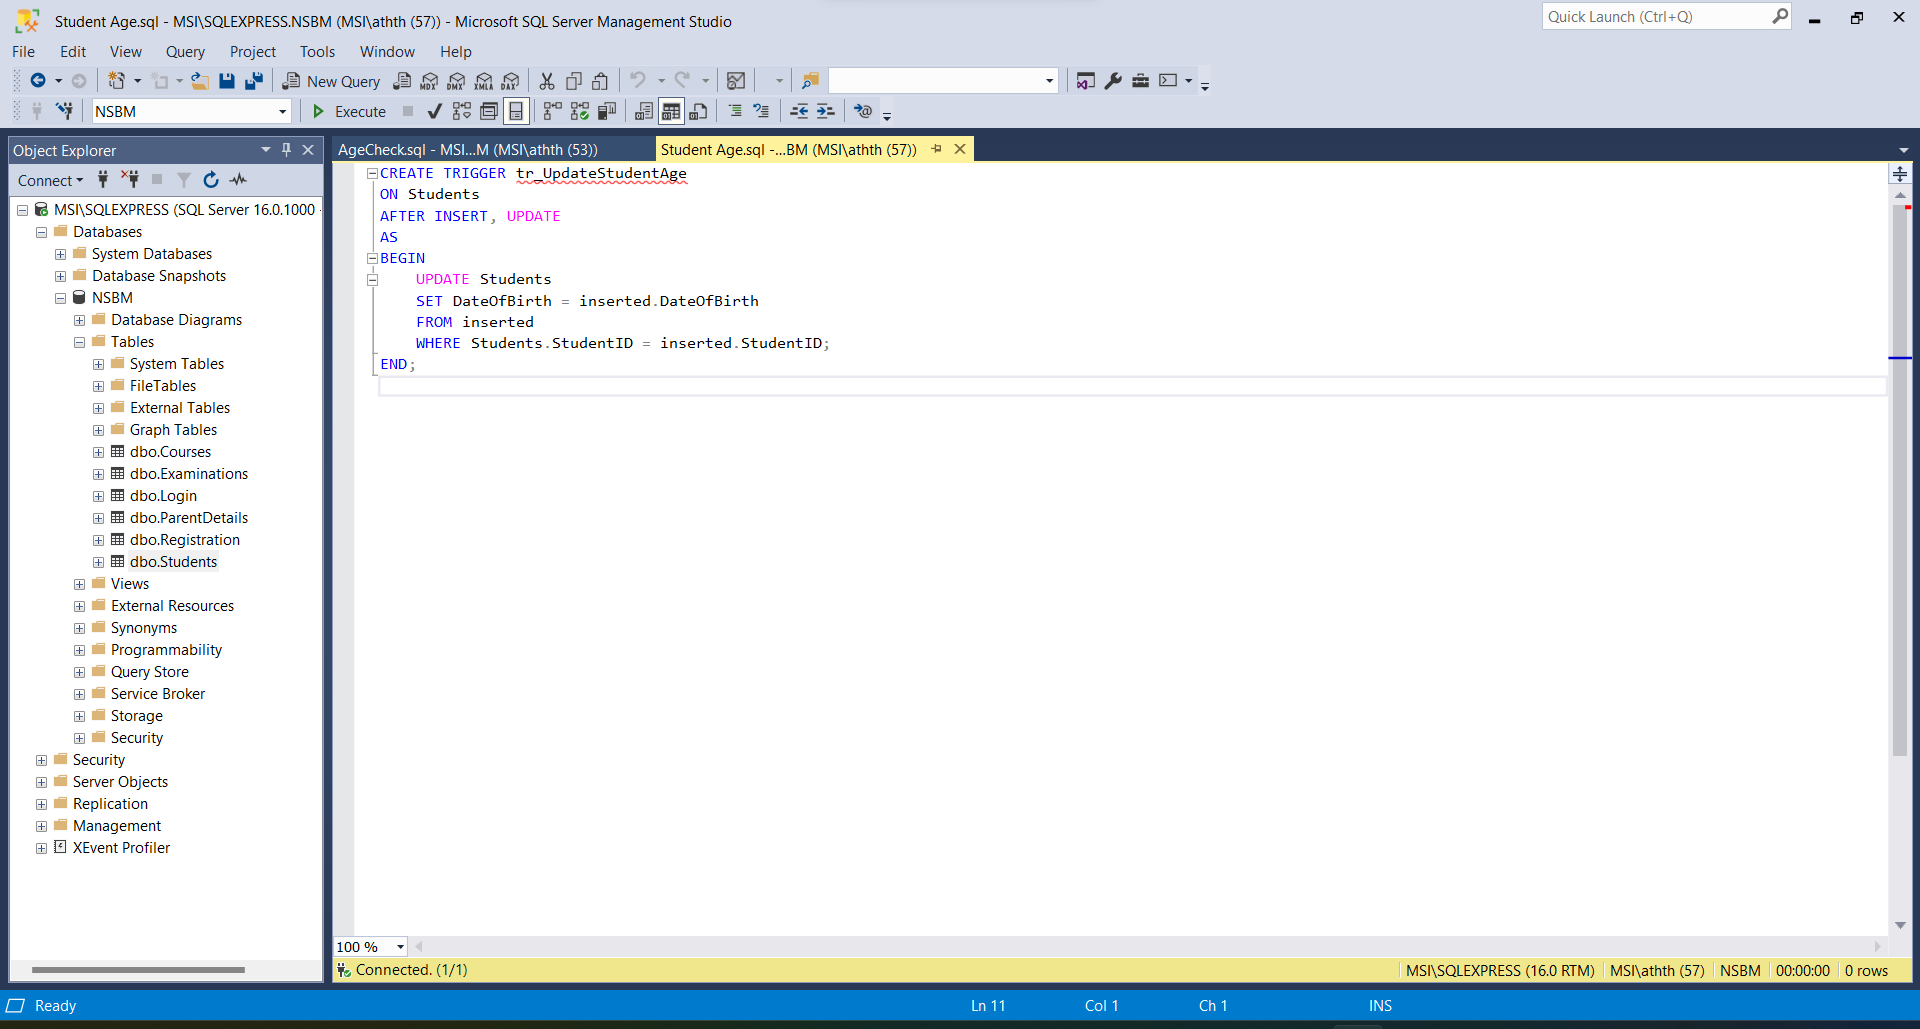 Student Age.sql - MSI\SQLEXPRESS.NSBM (MSI\athth (57)) - Microsoft SQL Server Management Studio
Quick Launch (Ctrl+Q)
File Edit View Query Project Tools Window Help
New Query MDX DMX XMLA DAX
NSBM Execute
Object Explorer
AgeCheck.sql - MSI...M (MSI\athth (53))
Student Age.sql -...BM (MSI\athth (57))
Connect
MSI\SQLEXPRESS (SQL Server 16.0.1000 -
Databases
System Databases
Database Snapshots
NSBM
Database Diagrams
Tables
System Tables
FileTables
External Tables
Graph Tables
dbo.Courses
dbo.Examinations
dbo.Login
dbo.ParentDetails
dbo.Registration
dbo.Students
Views
External Resources
Synonyms
Programmability
Query Store
Service Broker
Storage
Security
Security
Server Objects
Replication
Management
XEvent Profiler
CREATE TRIGGER tr_UpdateStudentAge
ON Students
AFTER INSERT, UPDATE
AS
BEGIN
UPDATE Students
SET DateOfBirth = inserted.DateOfBirth
FROM inserted
WHERE Students.StudentID = inserted.StudentID;
END;
100 %
Connected. (1/1)
MSI\SQLEXPRESS (16.0 RTM) MSI\athth (57) NSBM 00:00:00 0 rows
Ready Ln 11 Col 1 Ch 1 INS